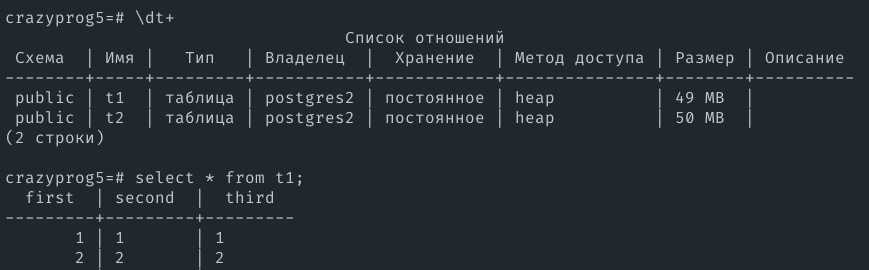 crazyprog5=# \dt+
Список отношений
Схема | Имя | Тип | Владелец | Хранение | Метод доступа | Размер | Описание
--------+-----+---------+-----------+------------+---------------+--------+----------
public | t1 | таблица | postgres2 | постоянное | heap | 49 MB |
public | t2 | таблица | postgres2 | постоянное | heap | 50 MB |
(2 строки)
crazyprog5=# select * from t1;
first | second | third
---------+---------+---------
1 | 1 | 1
2 | 2 | 2